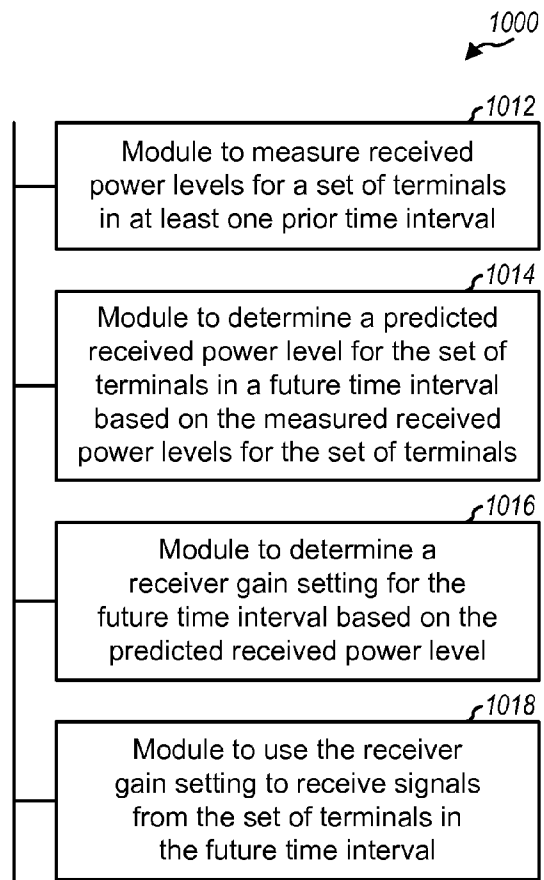 1000
1012
Module to measure received
power levels for a set of terminals
in at least one prior time interval
1014
Module to determine a predicted
received power level for the set of
terminals in a future time interval
based on the measured received
power levels for the set of terminals
1016
Module to determine a
receiver gain setting for the
future time interval based on the
predicted received power level
1018
Module to use the receiver
gain setting to receive signals
from the set of terminals in
the future time interval